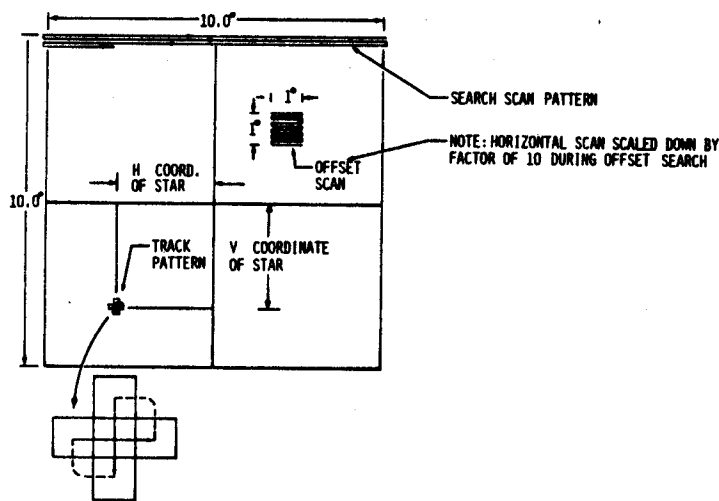 10.0°
SEARCH SCAN PATTERN
1°
1°
NOTE: HORIZONTAL SCAN SCALED DOWN BY
FACTOR OF 10 DURING OFFSET SEARCH
OFFSET
SCAN
H COORD.
OF STAR
10.0°
TRACK
PATTERN
V COORDINATE
OF STAR